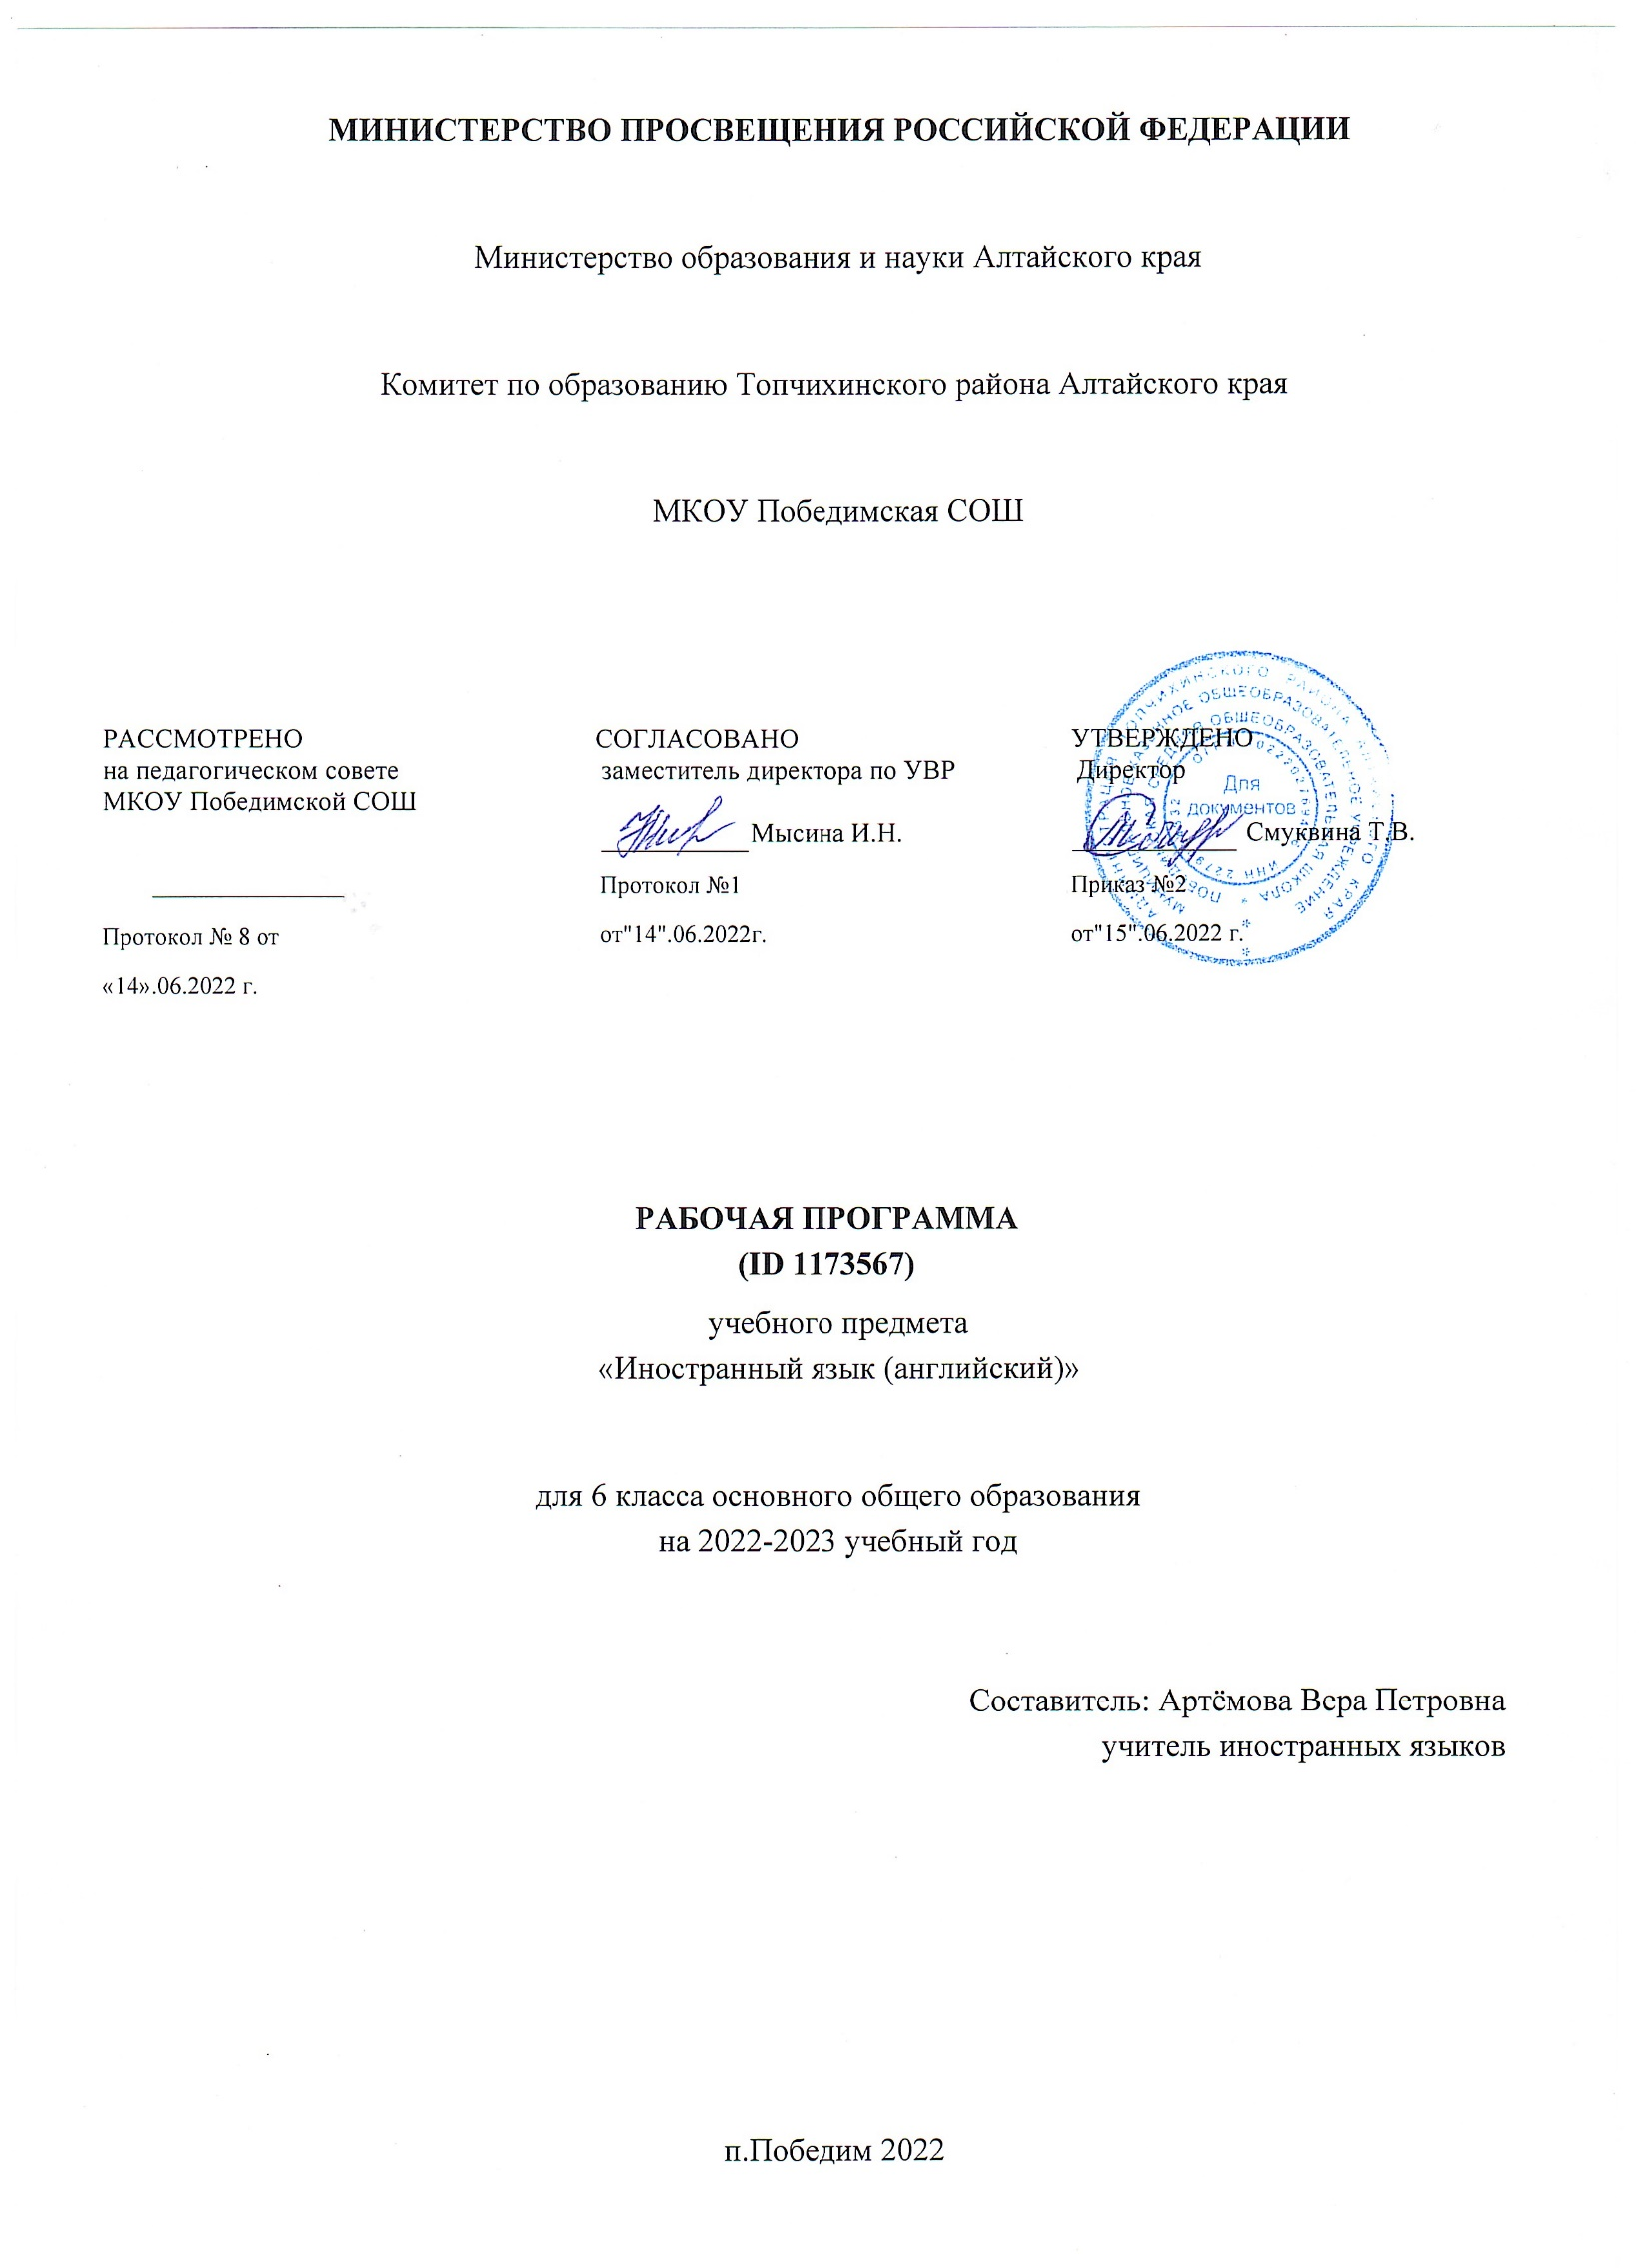 МИНИСТЕРСТВО ПРОСВЕЩЕНИЯ РОССИЙСКОЙ ФЕДЕРАЦИИ
Министерство образования и науки Алтайского края
Комитет по образованию Топчихинского района Алтайского края
МКОУ Победимская СОШ
РАССМОТРЕНО
на педагогическом совете
МКОУ Победимской СОШ
Протокол № 8 от
«14».06.2022 г.
СОГЛАСОВАНО
заместитель директора по УВР
Мысина И.Н.
Протокол №1
от"14".06.2022г.
УТВЕРЖДЕНО
Директор
Смуквина Т.В.
Приказ №2
от"15".06.2022 г.
Для
документов
РАБОЧАЯ ПРОГРАММА
(ID 1173567)
учебного предмета
«Иностранный язык (английский)»
для 6 класса основного общего образования
на 2022-2023 учебный год
Составитель: Артёмова Вера Петровна
учитель иностранных языков
п.Победим 2022